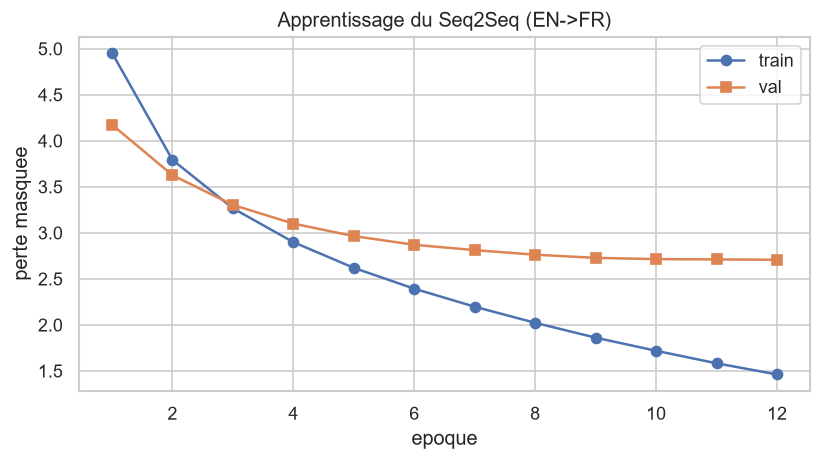 Apprentissage du Seq2Seq (EN->FR)
train
val
5.0
4.5
4.0
3.5
3.0
2.5
2.0
1.5
perte masquee
2 4 6 8 10 12
epoque